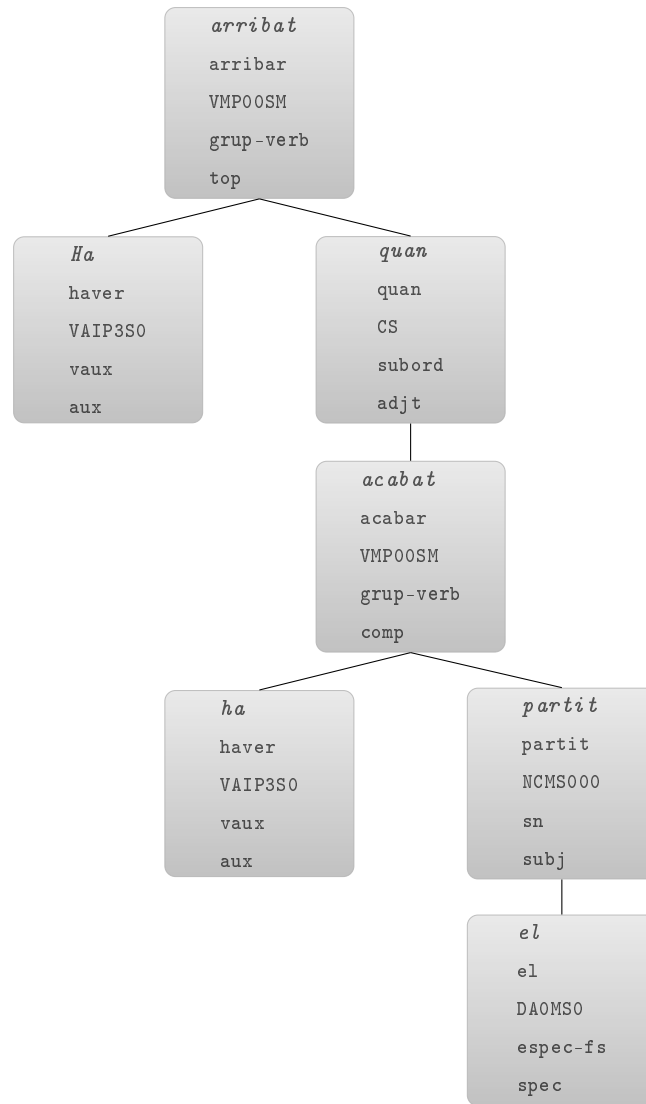 arribat
arribar
VMP00SM
grup-verb
top
Ha
haver
VAIP3S0
vaux
aux
quan
quan
CS
subord
adjt
acabat
acabar
VMP00SM
grup-verb
comp
ha
haver
VAIP3S0
vaux
aux
partit
partit
NCMS000
sn
subj
el
el
DA0MS0
espec-fs
spec